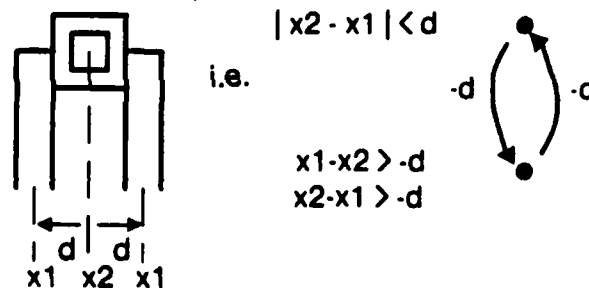 |x2 - x1| < d
i.e.
-d
-d
x1-x2 > -d
x2-x1 > -d
d d
x1 x2 x1